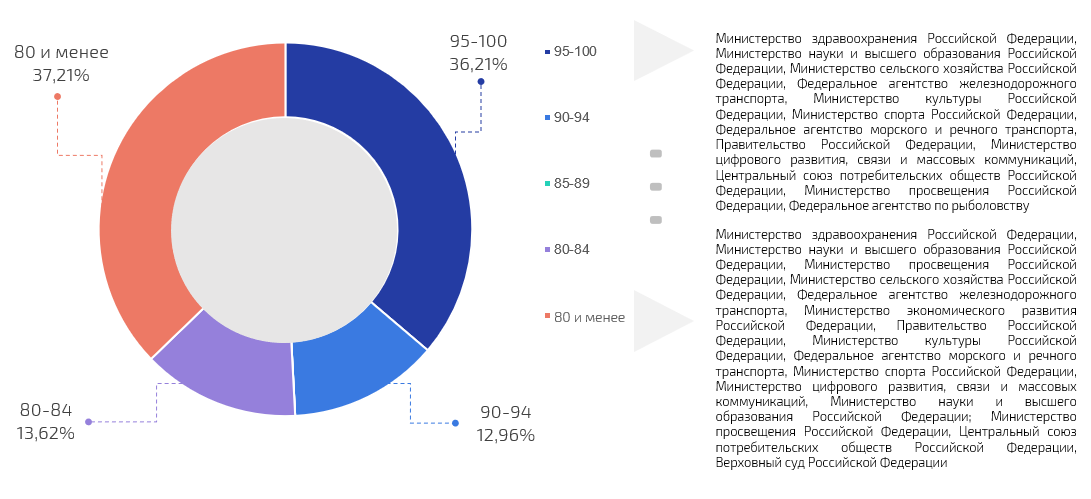 80 и менее
37,21%
95-100
36,21%
80-84
13,62%
90-94
12,96%
95-100
90-94
85-89
80-84
80 и менее
Министерство здравоохранения Российской Федерации,
Министерство науки и высшего образования Российской
Федерации, Министерство сельского хозяйства Российской
Федерации, Федеральное агентство железнодорожного
транспорта, Министерство культуры Российской
Федерации, Министерство спорта Российской Федерации,
Федеральное агентство морского и речного транспорта,
Правительство Российской Федерации, Министерство
цифрового развития, связи и массовых коммуникаций,
Центральный союз потребительских обществ Российской
Федерации, Министерство просвещения Российской
Федерации, Федеральное агентство по рыболовству
Министерство здравоохранения Российской Федерации,
Министерство науки и высшего образования Российской
Федерации, Министерство просвещения Российской
Федерации, Министерство сельского хозяйства Российской
Федерации, Федеральное агентство железнодорожного
транспорта, Министерство экономического развития
Российской Федерации, Правительство Российской
Федерации, Министерство культуры Российской
Федерации, Федеральное агентство морского и речного
транспорта, Министерство спорта Российской Федерации,
Министерство цифрового развития, связи и массовых
коммуникаций, Министерство науки и высшего
образования Российской Федерации; Министерство
просвещения Российской Федерации, Центральный союз
потребительских обществ Российской Федерации,
Верховный суд Российской Федерации